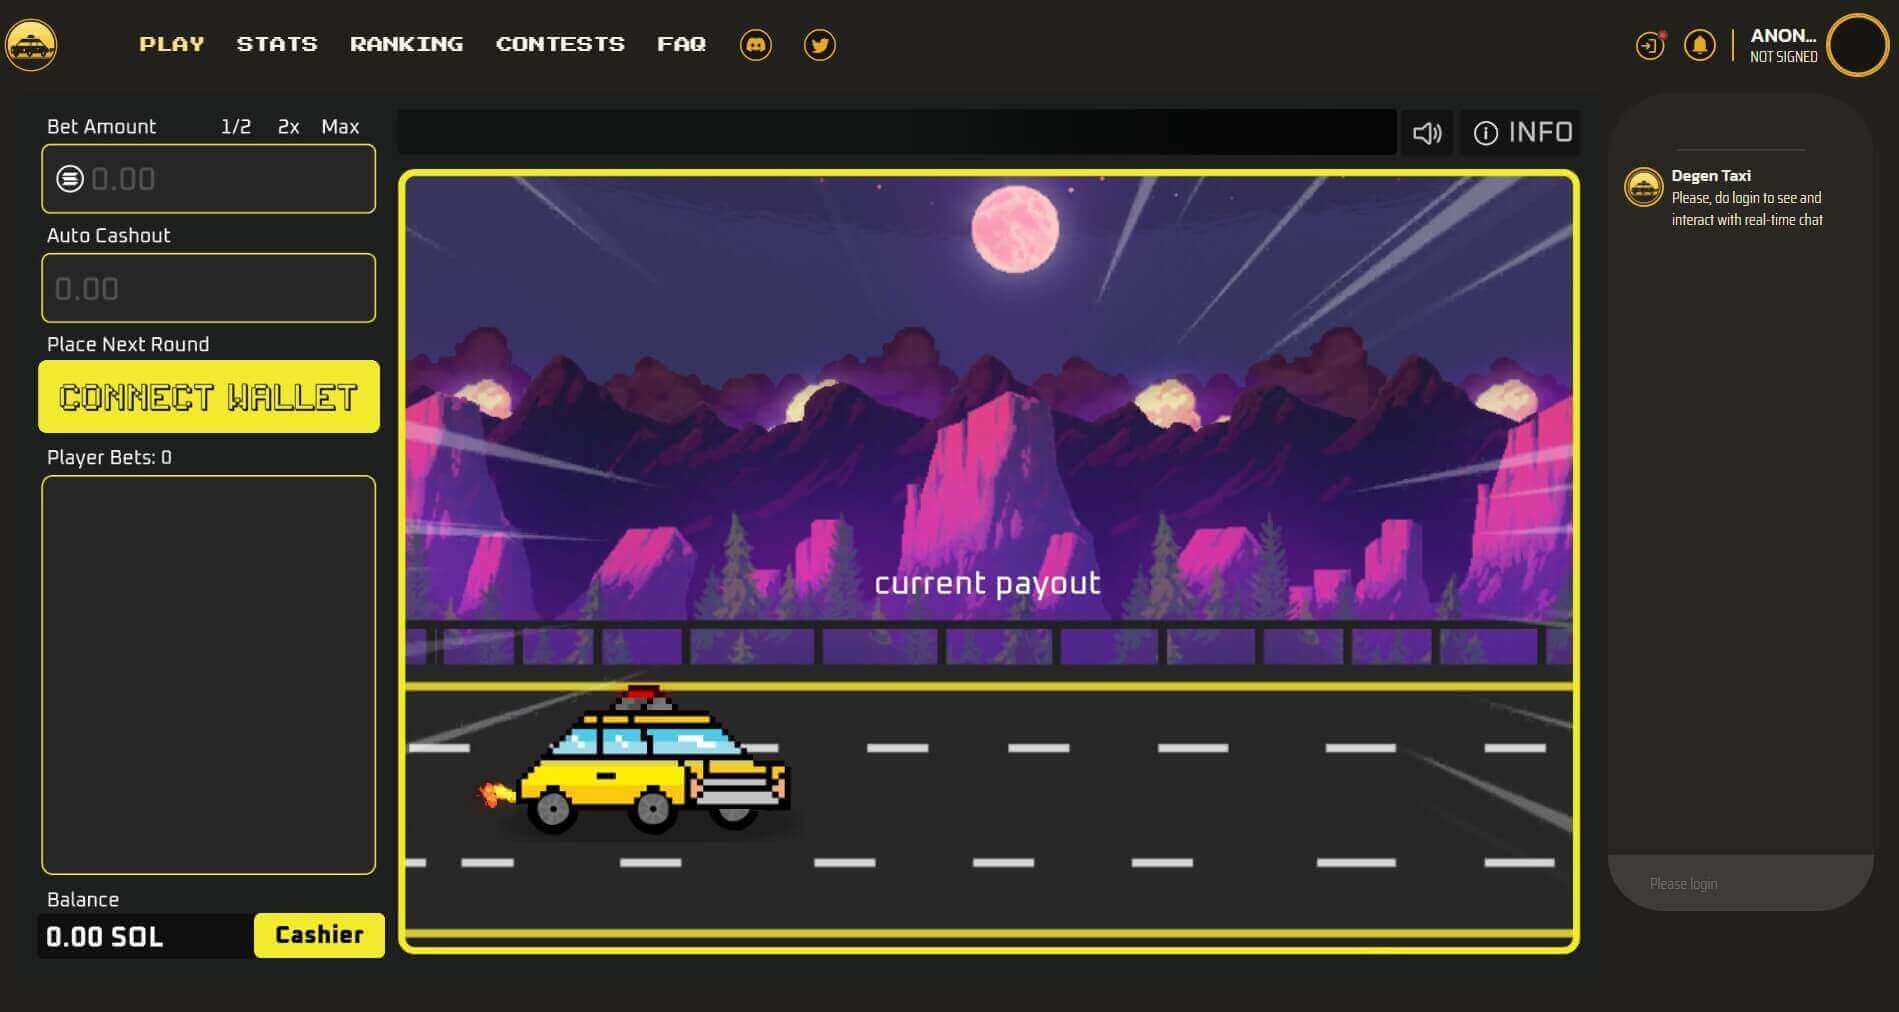 PLAY STATS RANKING CONTESTS FAQ
ANON...
NOT SIGNED
Bet Amount 1/2 2x Max
0.00
Auto Cashout
0.00
Place Next Round
CONNECT WALLET
Player Bets: 0
Balance
0.00 SOL Cashier
INFO
current payout
Degen Taxi
Please, do login to see and
interact with real-time chat
Please login